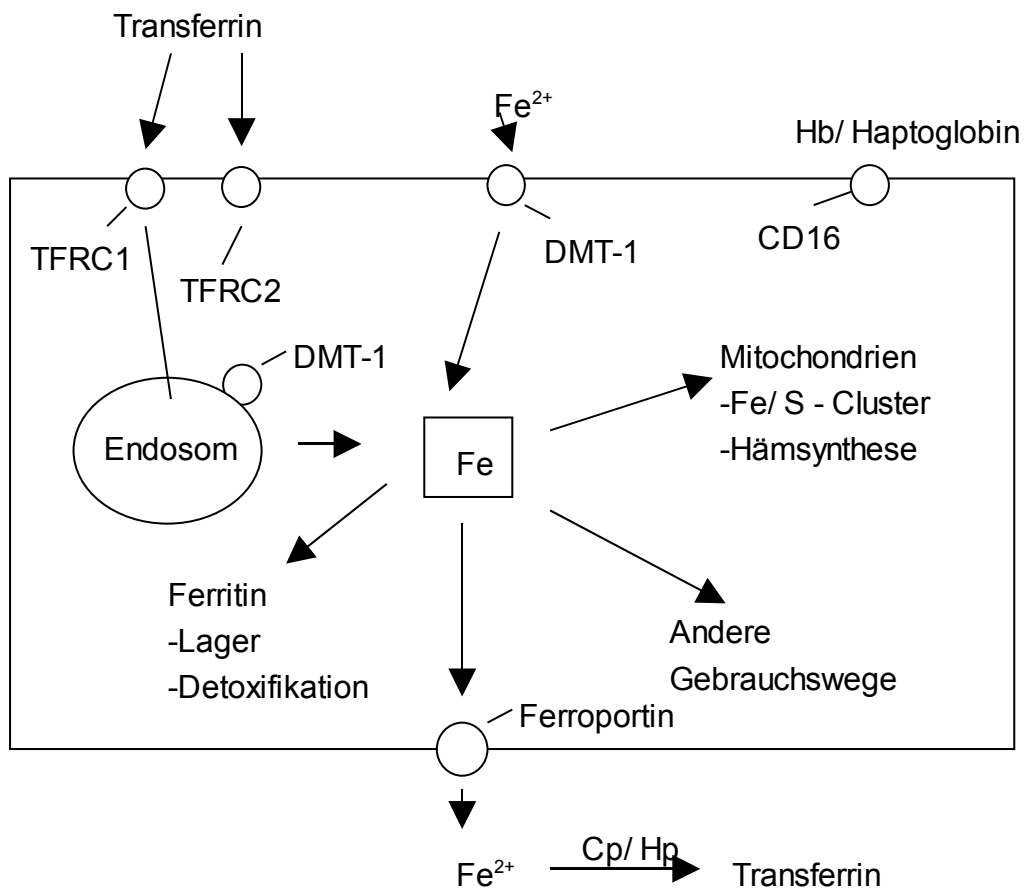 Transferrin
Fe²⁺
Hb/ Haptoglobin
TFRC1
TFRC2
DMT-1
CD16
DMT-1
Endosom
Fe
Mitochondrien
-Fe/ S - Cluster
-Hämsynthese
Ferritin
-Lager
-Detoxifikation
Andere
Gebrauchswege
Ferroportin
Fe²⁺
Cp/ Hp
Transferrin